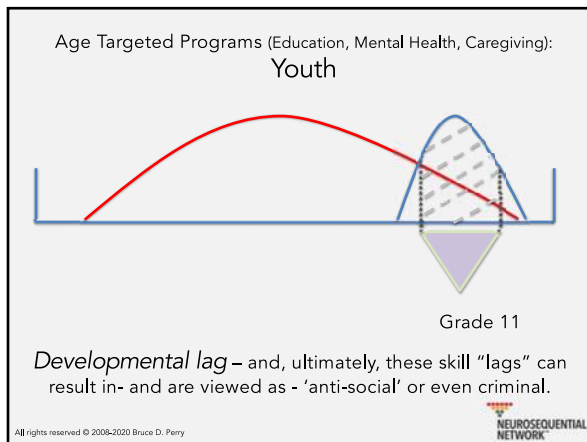 Age Targeted Programs (Education, Mental Health, Caregiving):
Youth
Grade 11
Developmental lag – and, ultimately, these skill "lags" can
result in- and are viewed as - 'anti-social' or even criminal.
All rights reserved © 2008-2020 Bruce D. Perry
NEUROSEQUENTIAL
NETWORK™